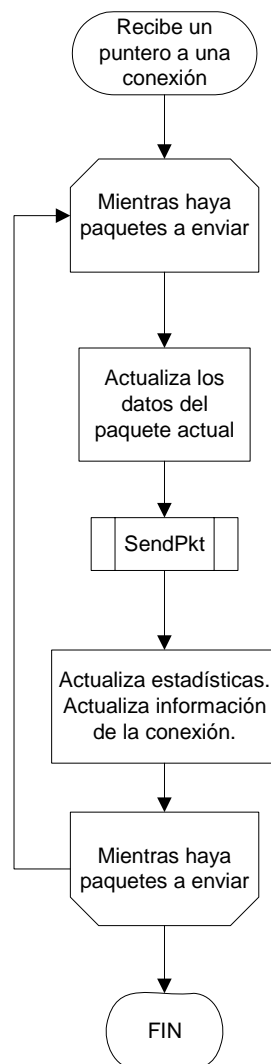 Recibe un
puntero a una
conexión
Mientras haya
paquetes a enviar
Actualiza los
datos del
paquete actual
SendPkt
Actualiza estadísticas.
Actualiza información
de la conexión.
Mientras haya
paquetes a enviar
FIN